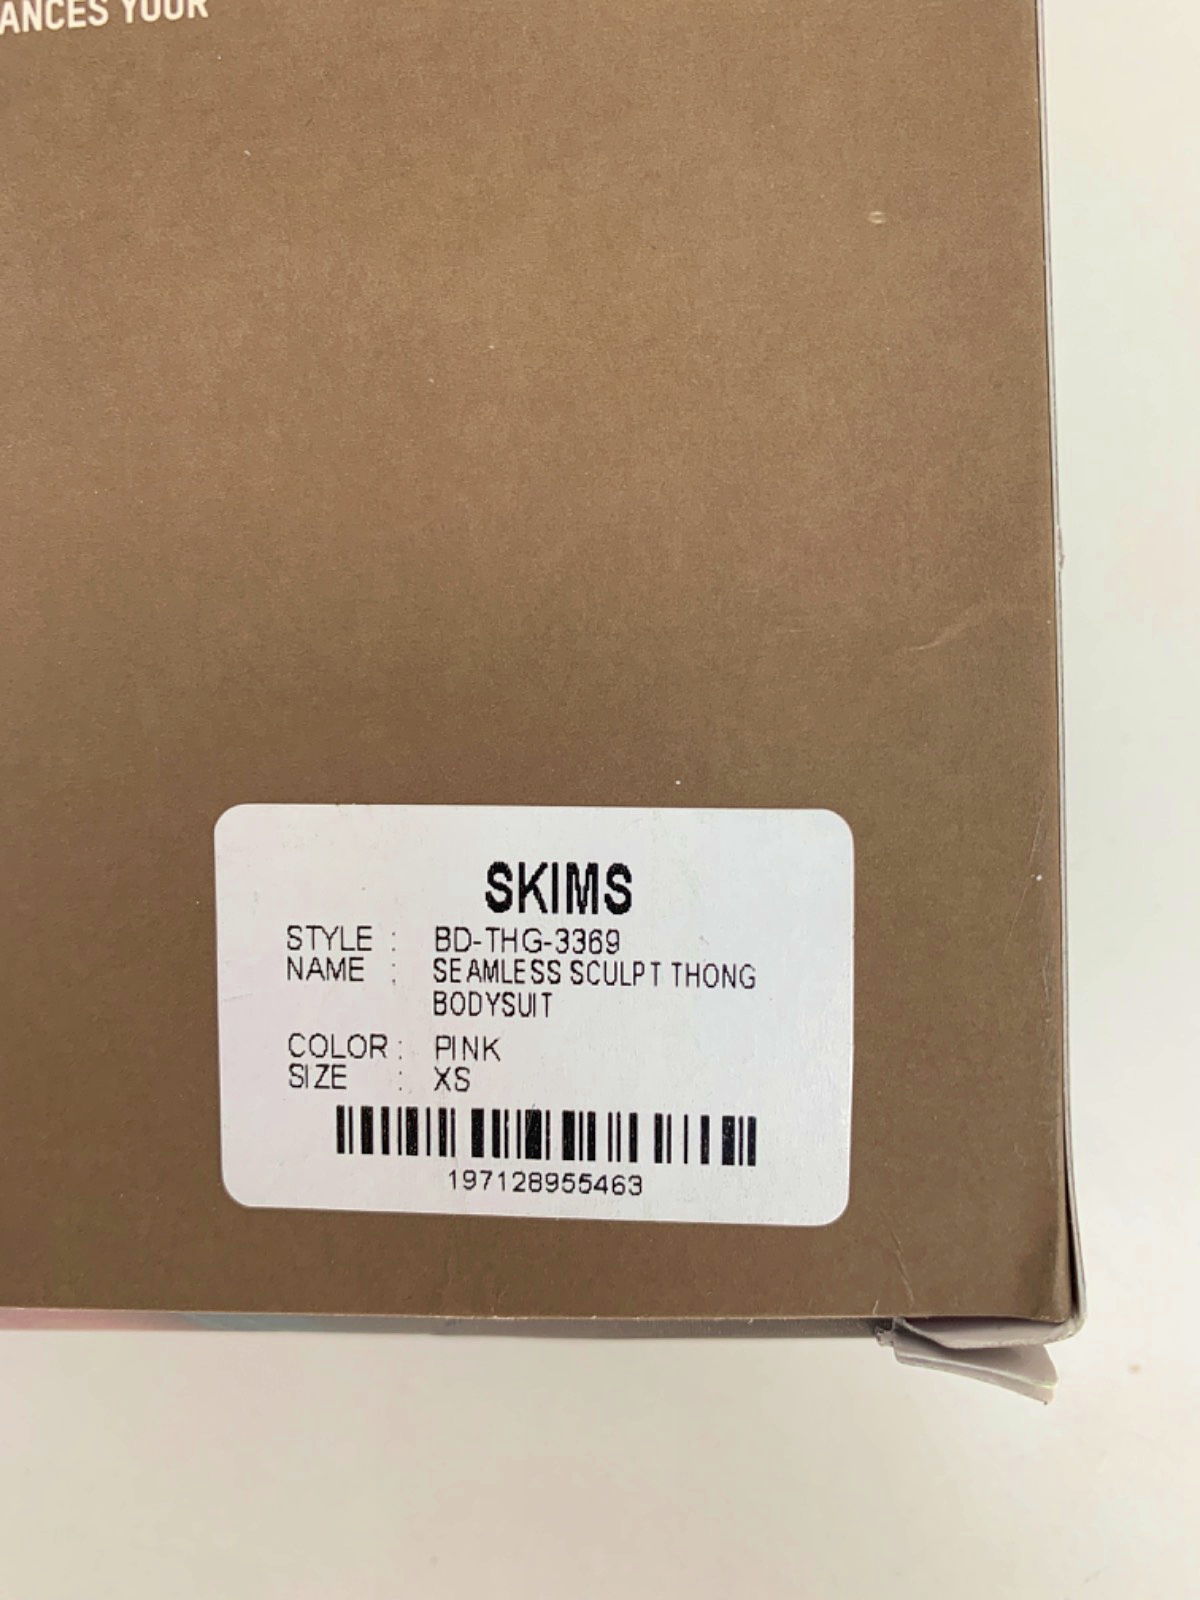 ANCES YOUR
SKIMS
STYLE : BD-THG-3369
NAME : SEAMLESS SCULPT THONG
BODYSUIT
COLOR : PINK
SIZE : XS
197128955463